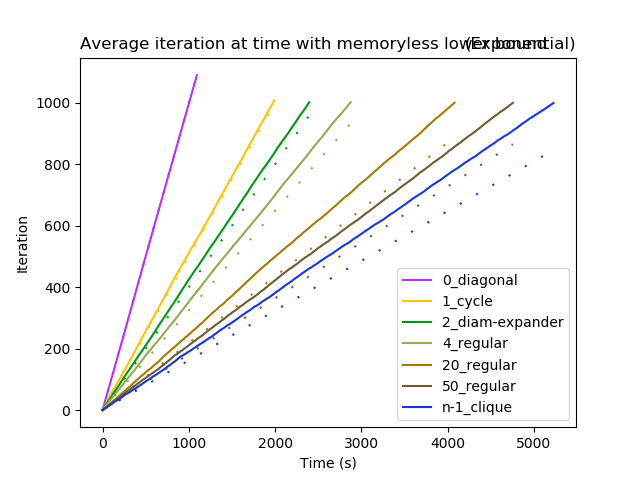 Average iteration at time with memoryless lower bound (Exponential)
Iteration
1000
800
600
400
200
0
0 1000 2000 3000 4000 5000
Time (s)
0_diagonal
1_cycle
2_diam-expander
4_regular
20_regular
50_regular
n-1_clique